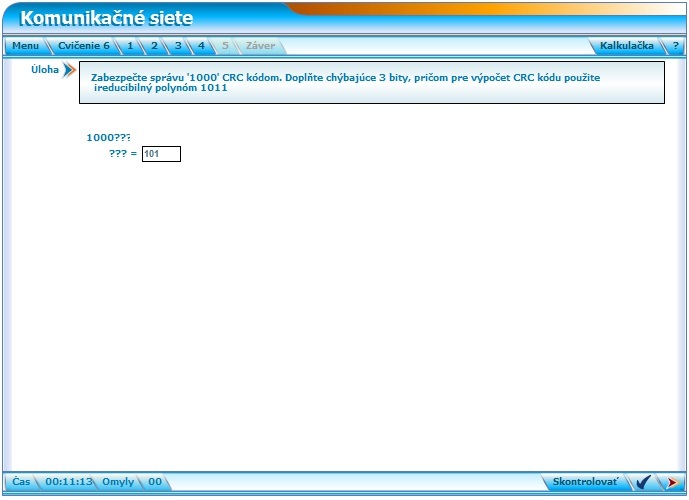 Komunikačné siete
Menu Cvičenie 6 1 2 3 4 5 Záver Kalkulačka ?
Úloha
Zabezpečte správu '1000' CRC kódom. Doplňte chýbajúce 3 bity, pričom pre výpočet CRC kódu použite
ireducibilný polynóm 1011
1000???
??? = 101
Čas 00:11:13 Omyly 00 Skontrolovať